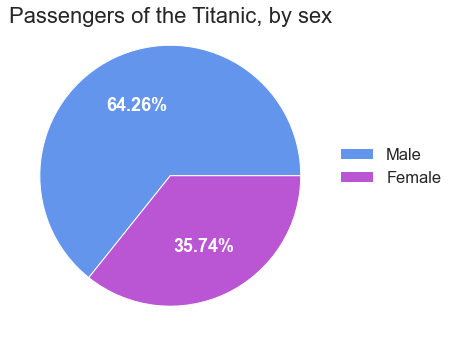 Passengers of the Titanic, by sex
64.26%
Male
Female
35.74%